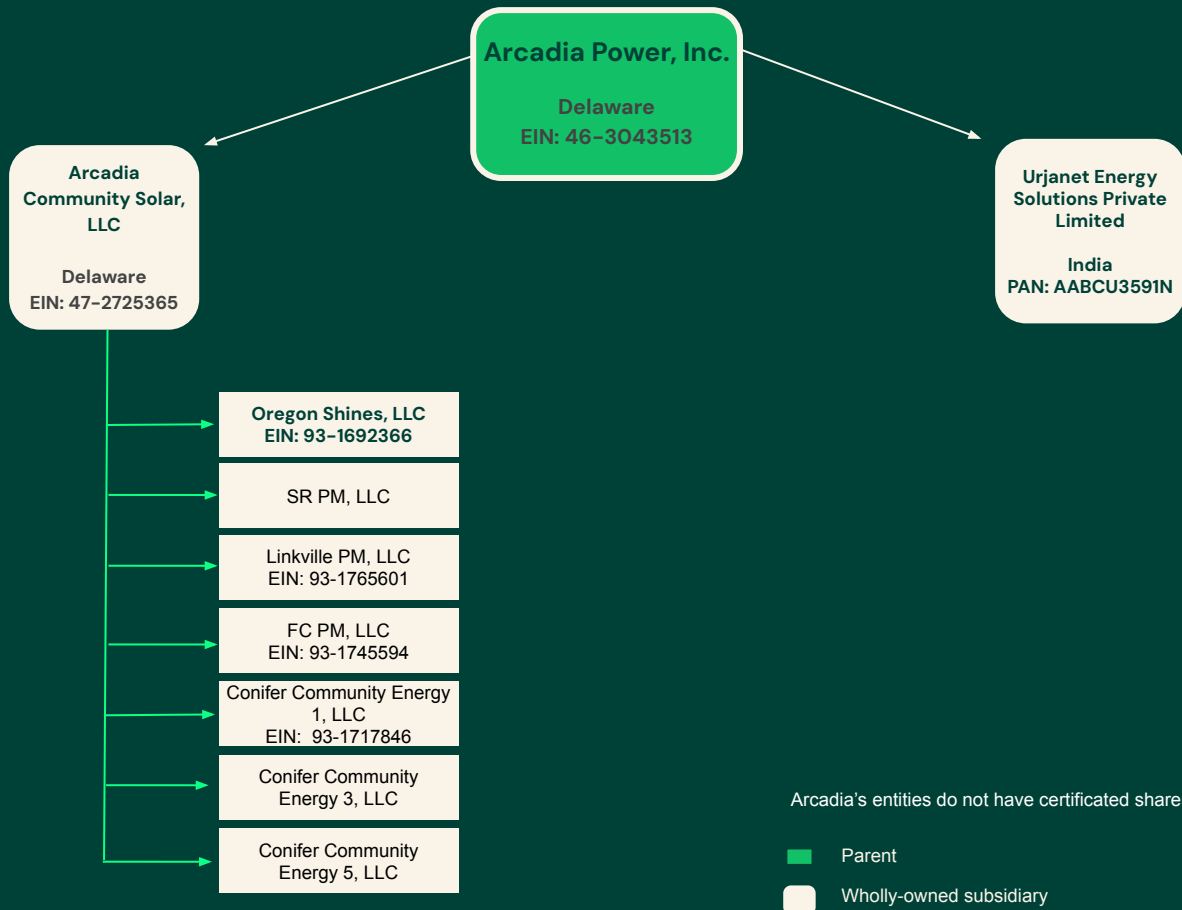 Arcadia Power, Inc.
Delaware
EIN: 46-3043513
Arcadia
Community Solar,
LLC
Delaware
EIN: 47-2725365
Urjanet Energy
Solutions Private
Limited
India
PAN: AABCU3591N
Oregon Shines, LLC
EIN: 93-1692366
SR PM, LLC
Linkville PM, LLC
EIN: 93-1765601
FC PM, LLC
EIN: 93-1745594
Conifer Community Energy
1, LLC
EIN: 93-1717846
Conifer Community
Energy 3, LLC
Conifer Community
Energy 5, LLC
Arcadia’s entities do not have certificated share
Parent
Wholly-owned subsidiary